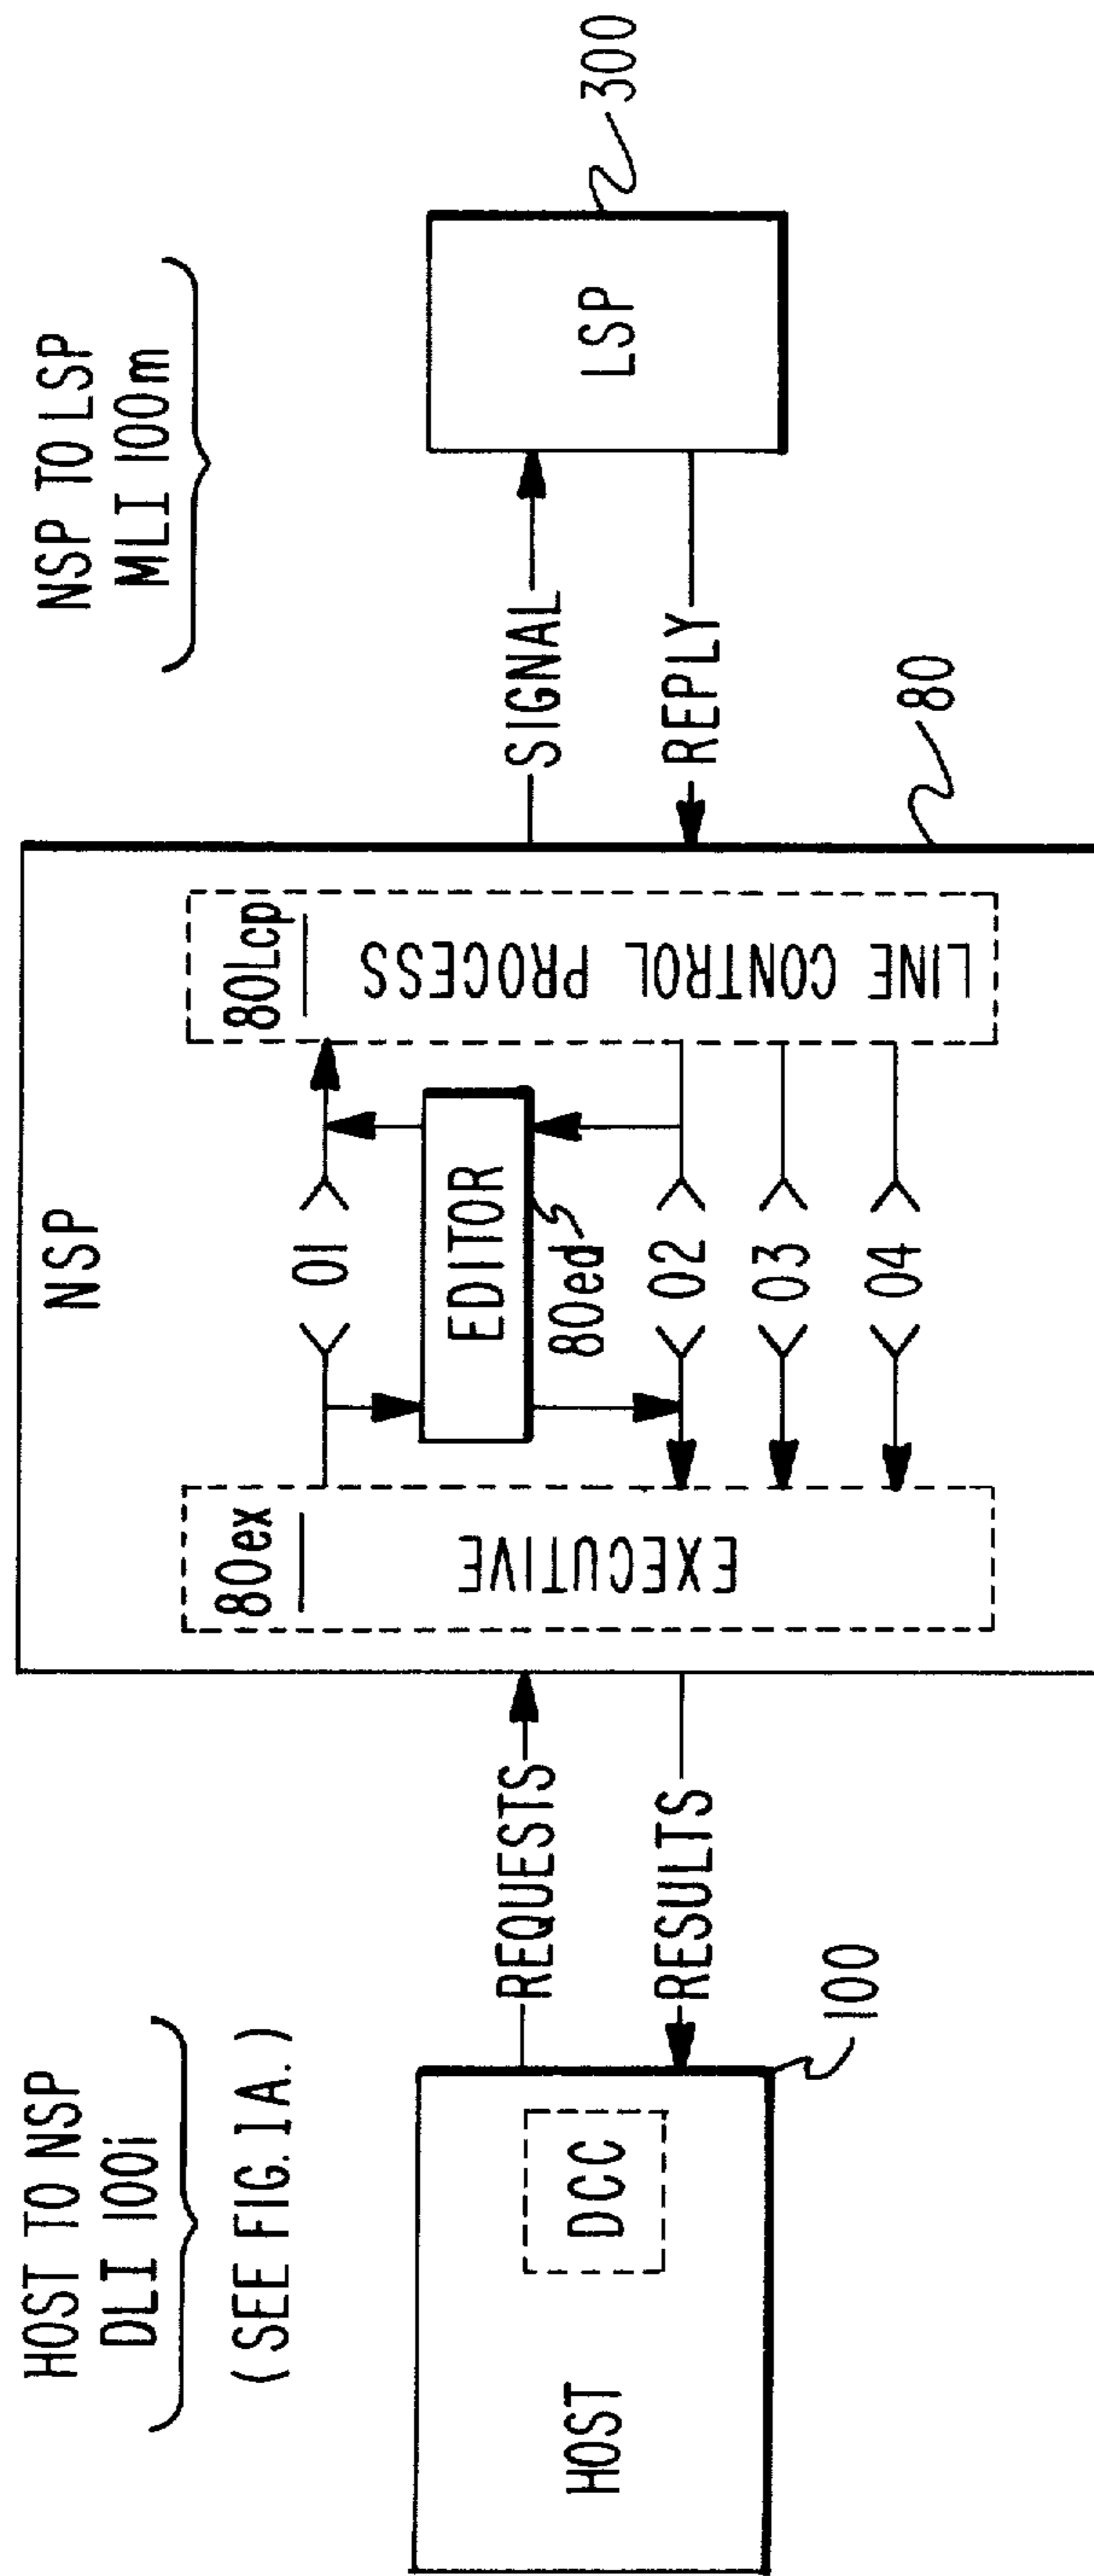 HOST TO NSP
DLI 100i
(SEE FIG. 1A.)
HOST
DCC
100
REQUESTS
RESULTS
NSP
80ex
EXECUTIVE
01
EDITOR
80ed
02
03
04
80Lcp
LINE CONTROL PROCESS
80
NSP TO LSP
MLI 100m
SIGNAL
REPLY
LSP
300